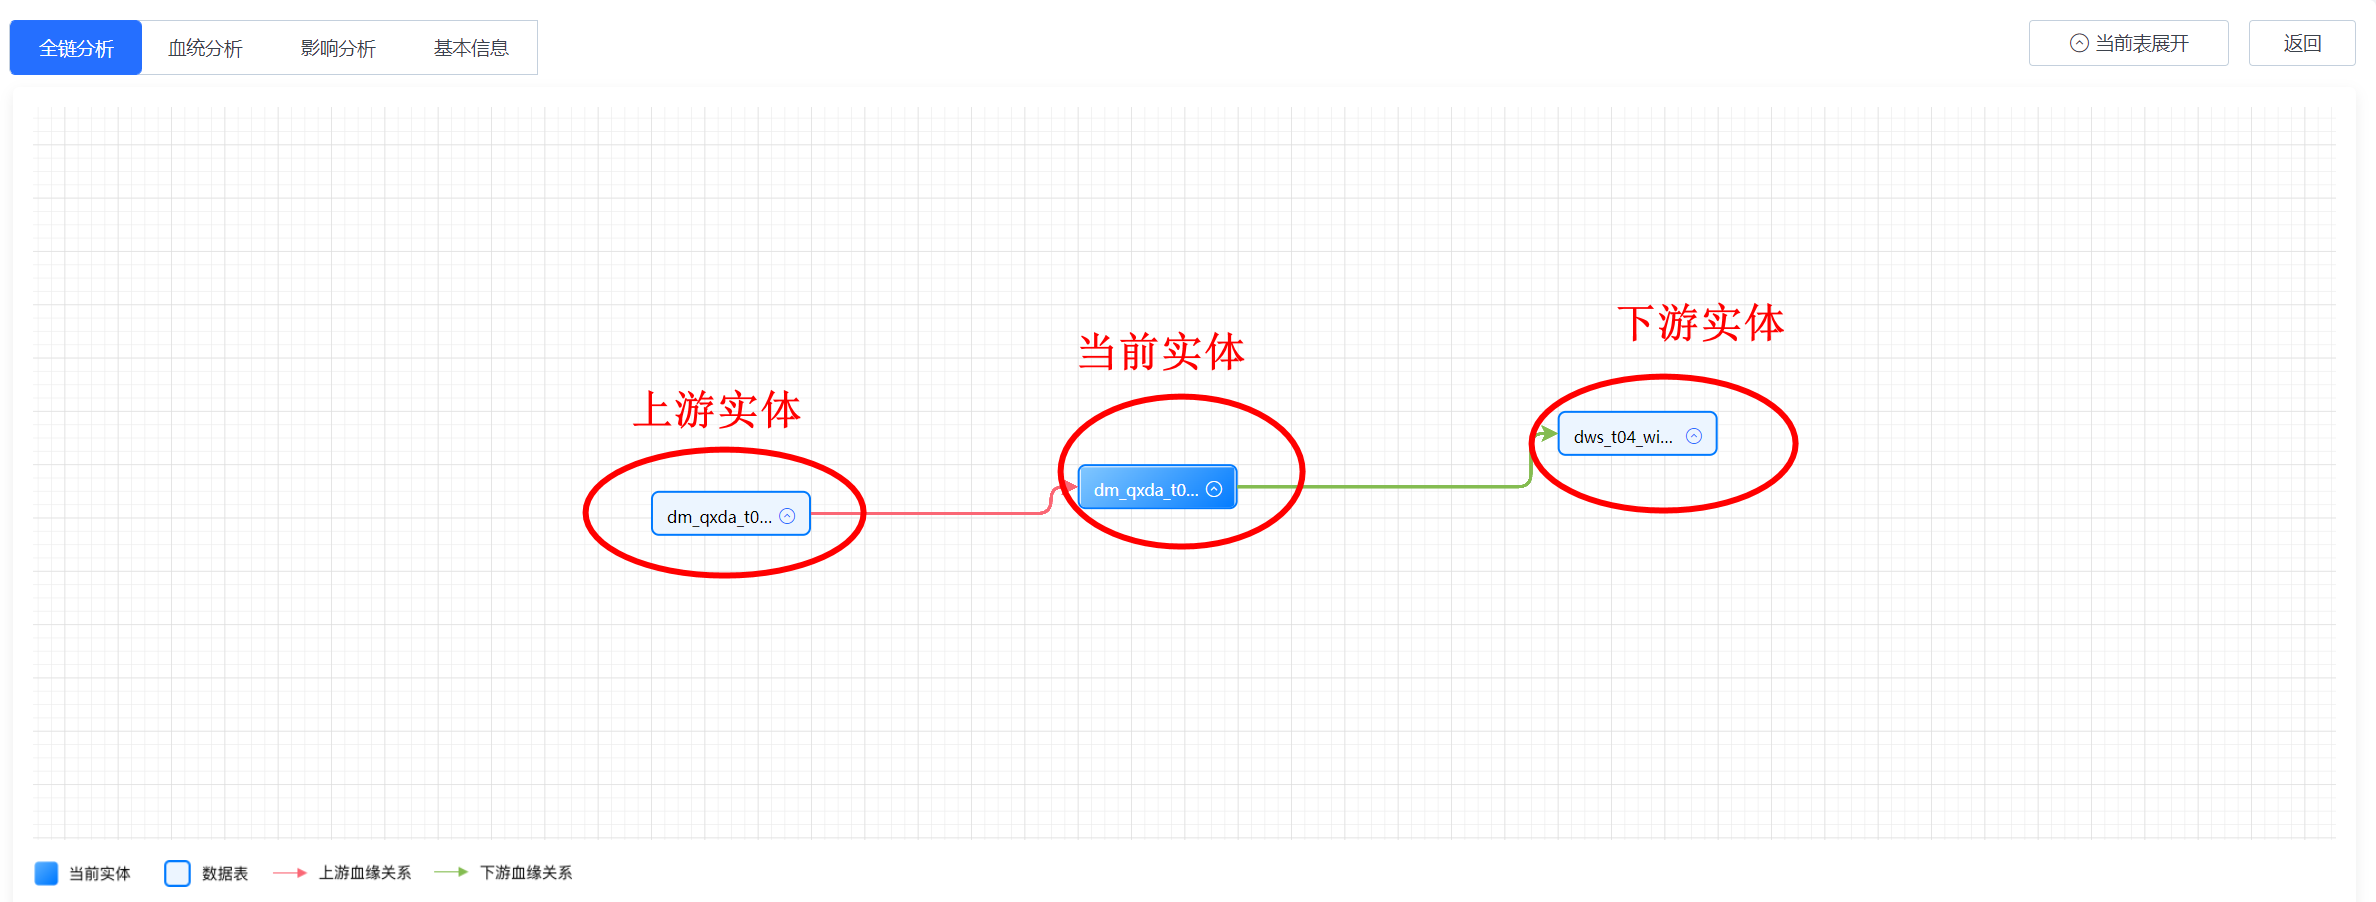 全链分析 血统分析 影响分析 基本信息 当前表展开 返回
下游实体
当前实体
上游实体
dws_t04_wi...
dm_qxda_t0...
dm_qxda_t0...
当前实体 数据表 上游血缘关系 下游血缘关系